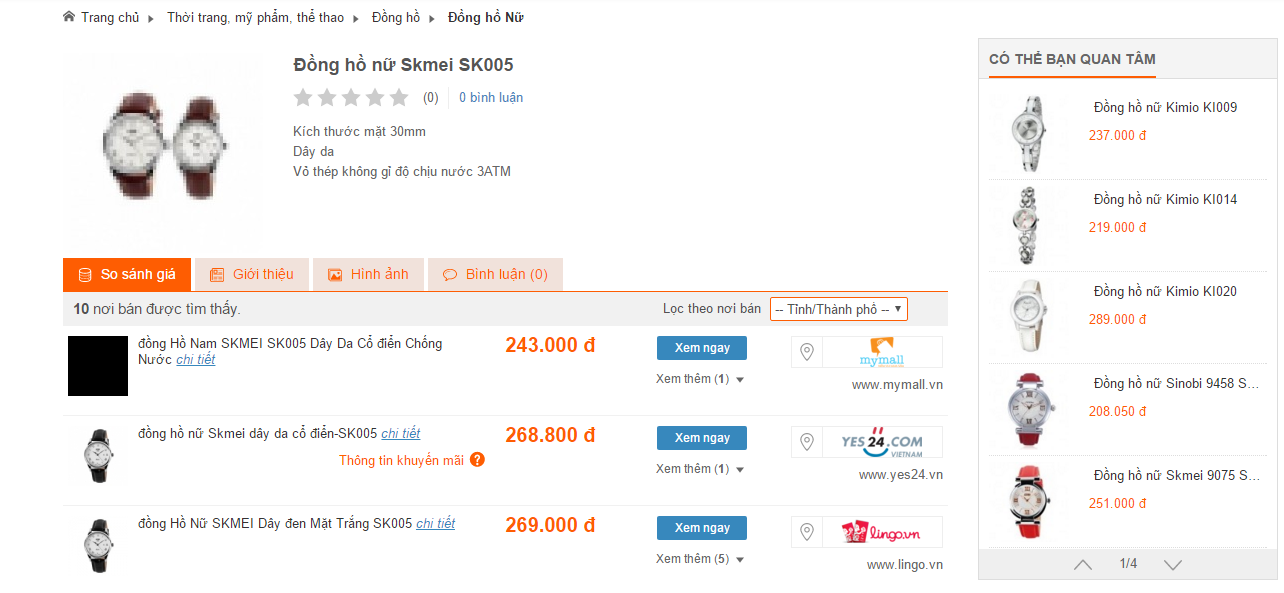 Trang chủ Thời trang, mỹ phẩm, thể thao Đồng hồ Đồng hồ Nữ
Đồng hồ nữ Skmei SK005
(0) 0 bình luận
Kích thước mặt 30mm
Dây da
Vỏ thép không gỉ độ chịu nước 3ATM
So sánh giá Giới thiệu Hình ảnh Bình luận (0)
10 nơi bán được tìm thấy.
Lọc theo nơi bán -- Tỉnh/Thành phố --
đồng Hồ Nam SKMEI SK005 Dây Da Cổ điển Chống
Nước chi tiết
243.000 đ
Xem ngay
Xem thêm (1)
mymall
www.mymall.vn
đồng hồ nữ Skmei dây da cổ điển-SK005 chi tiết
Thông tin khuyến mãi ?
268.800 đ
Xem ngay
Xem thêm (1)
YES24.COM
VIETNAM
www.yes24.vn
đồng Hồ Nữ SKMEI Dây đen Mặt Trắng SK005 chi tiết
269.000 đ
Xem ngay
Xem thêm (5)
lingo.vn
www.lingo.vn
CÓ THỂ BẠN QUAN TÂM
Đồng hồ nữ Kimio KI009
237.000 đ
Đồng hồ nữ Kimio KI014
219.000 đ
Đồng hồ nữ Kimio KI020
289.000 đ
Đồng hồ nữ Sinobi 9458 S...
208.050 đ
Đồng hồ nữ Skmei 9075 S...
251.000 đ
1/4